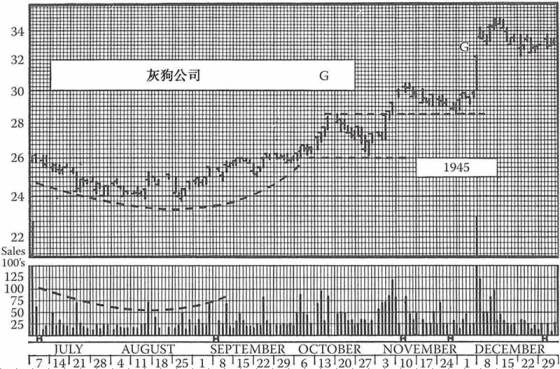 34
32
30
28
26
24
22
灰狗公司 G
G
1945
Sales
100's
125
100
75
50
25
JULY AUGUST SEPTEMBER OCTOBER NOVEMBER DECEMBER
7 14 21 28 4 11 18 25 1 8 15 22 29 6 13 20 27 3 10 17 24 1 8 15 22 29